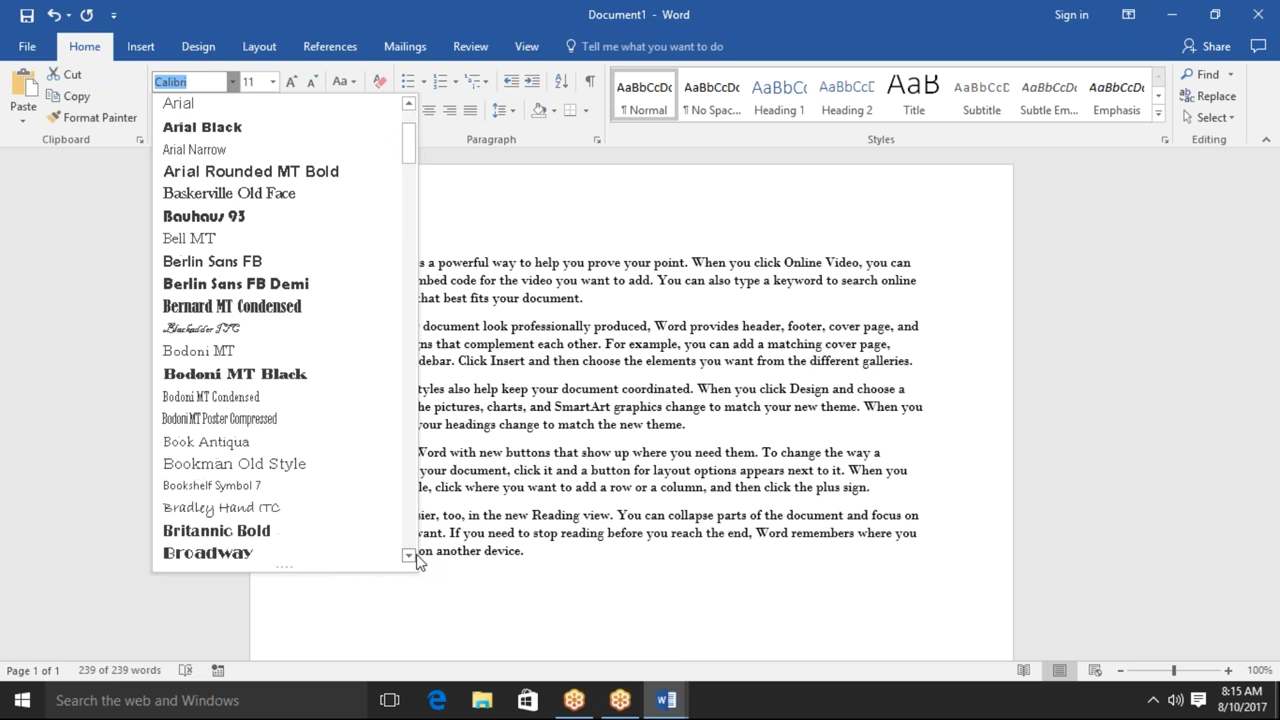 Document1 - Word
Sign in
File Home Insert Design Layout References Mailings Review View Tell me what you want to do
Share
Paste
Cut
Copy
Format Painter
Clipboard
Calibri
11
Aa
Arial
Arial Black
Arial Narrow
Arial Rounded MT Bold
Baskerville Old Face
Bauhaus 93
Bell MT
Berlin Sans FB
Berlin Sans FB Demi
Bernard MT Condensed
Blackadder ITC
Bodoni MT
Bodoni MT Black
Bodoni MT Condensed
Bodoni MT Poster Compressed
Book Antiqua
Bookman Old Style
Bookshelf Symbol 7
Bradley Hand ITC
Britannic Bold
Broadway
Paragraph
AaBbCcDc AaBbCcDc AaBbCc AaBbCcE AaB AaBbCcD AaBbCcDc AaBbCcDc
¶ Normal ¶ No Spac... Heading 1 Heading 2 Title Subtitle Subtle Em... Emphasis
Styles
Find
Replace
Select
Editing
s a powerful way to help you prove your point. When you click Online Video, you can
mbed code for the video you want to add. You can also type a keyword to search online
that best fits your document.
document look professionally produced, Word provides header, footer, cover page, and
gns that complement each other. For example, you can add a matching cover page,
debar. Click Insert and then choose the elements you want from the different galleries.
tyles also help keep your document coordinated. When you click Design and choose a
he pictures, charts, and SmartArt graphics change to match your new theme. When you
your headings change to match the new theme.
Word with new buttons that show up where you need them. To change the way a
your document, click it and a button for layout options appears next to it. When you
le, click where you want to add a row or a column, and then click the plus sign.
sier, too, in the new Reading view. You can collapse parts of the document and focus on
want. If you need to stop reading before you reach the end, Word remembers where you
on another device.
Page 1 of 1 239 of 239 words
100%
Search the web and Windows
8:15 AM
8/10/2017